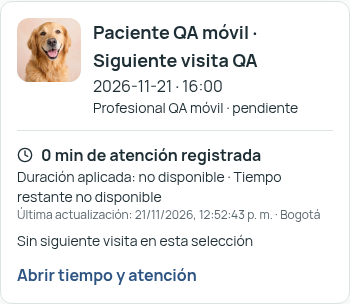 Paciente QA móvil ·
Siguiente visita QA
2026-11-21 · 16:00
Profesional QA móvil · pendiente
0 min de atención registrada
Duración aplicada: no disponible · Tiempo
restante no disponible
Última actualización: 21/11/2026, 12:52:43 p. m. · Bogotá
Sin siguiente visita en esta selección
Abrir tiempo y atención